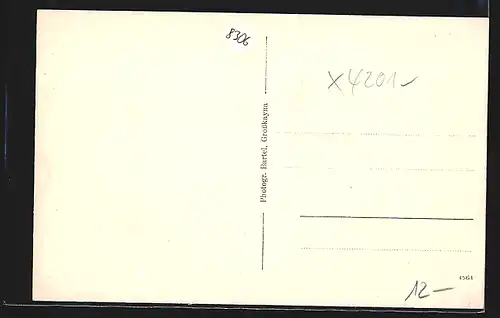 8306
x4201-
Photogr. Bartel, Großkayna
4561
12-